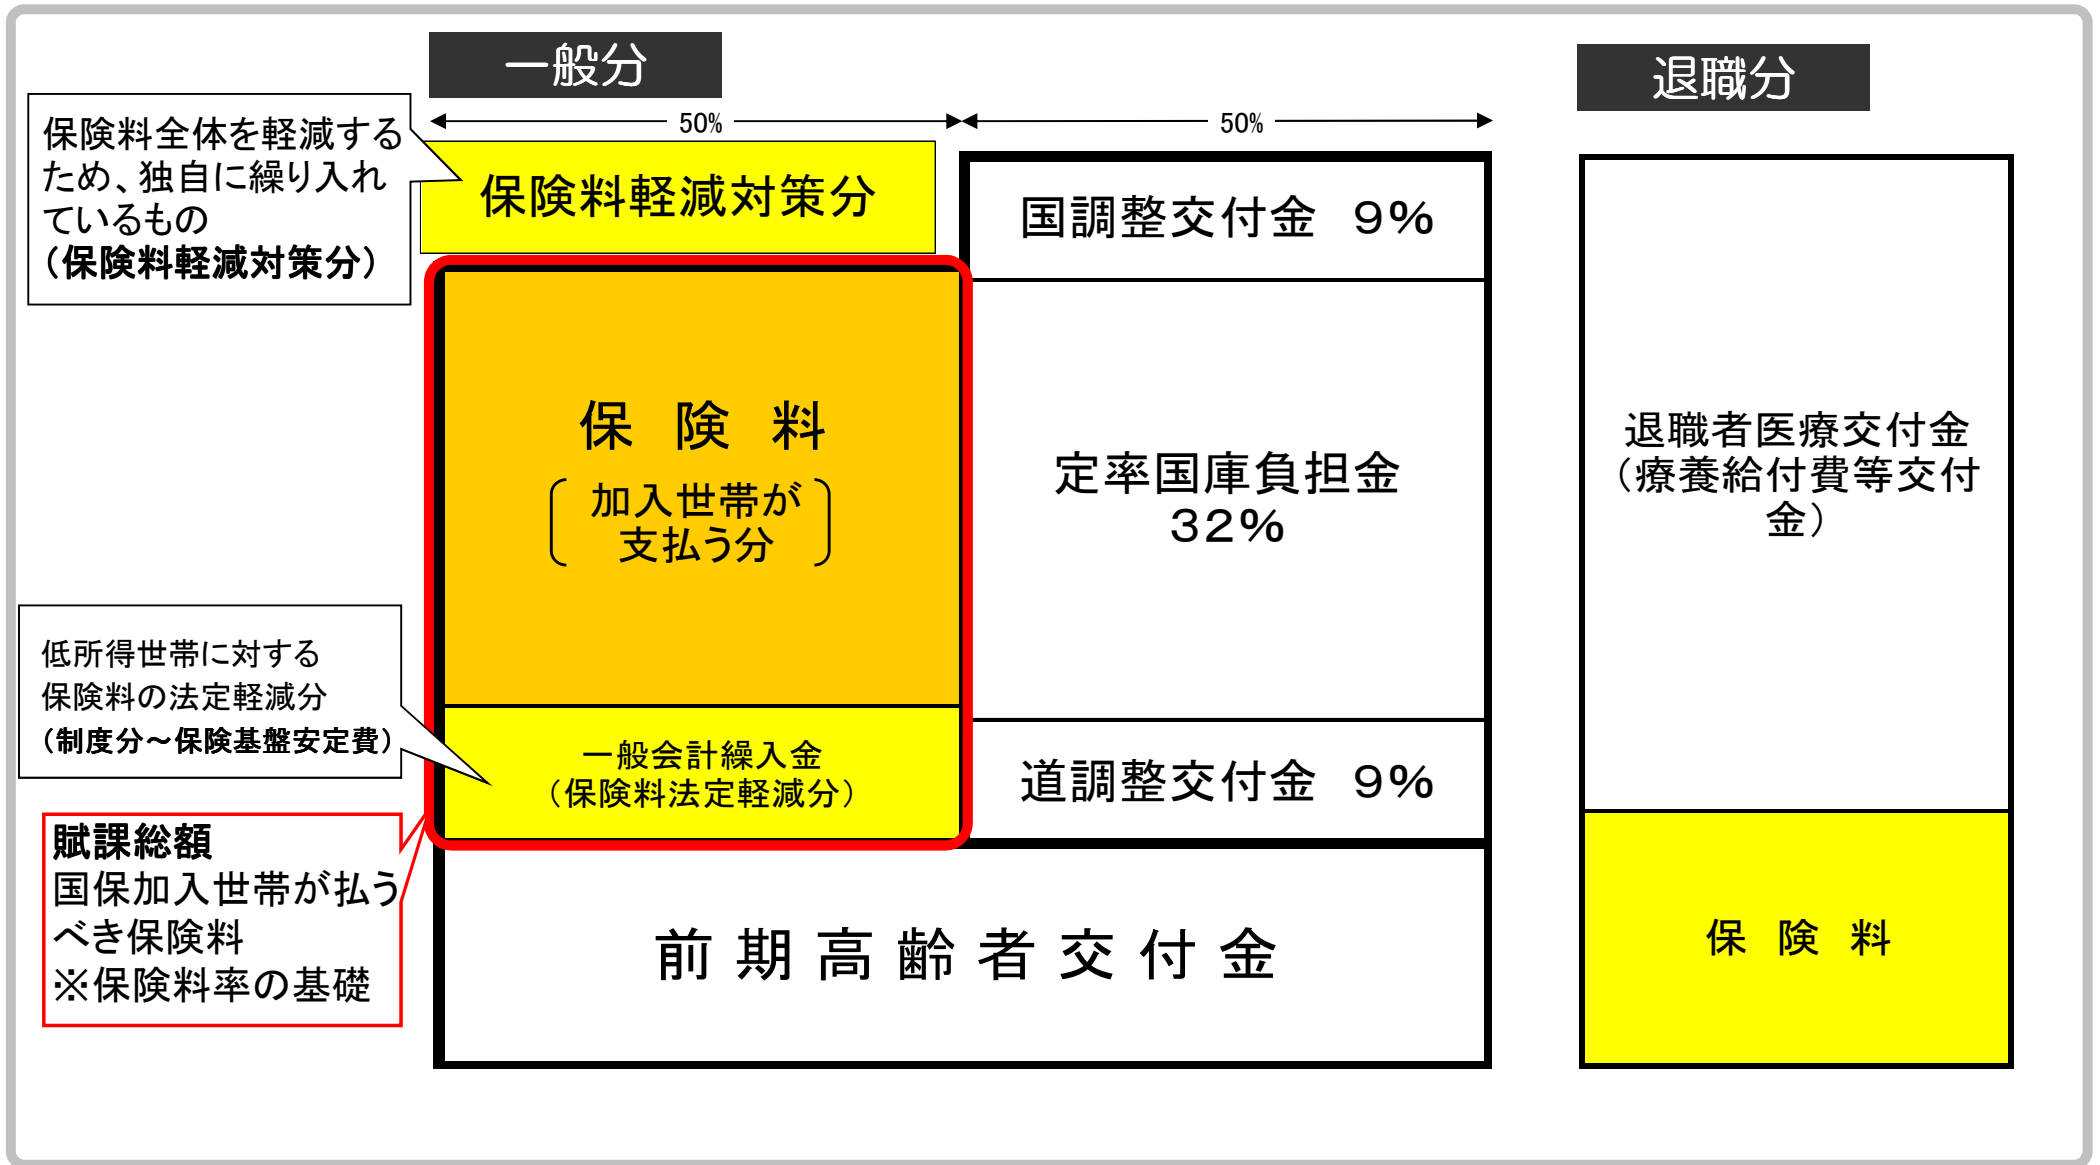 一般分
退職分
50%
50%
保険料全体を軽減する
ため、独自に繰り入れ
ているもの
（保険料軽減対策分）
保険料軽減対策分
国調整交付金　９％
保　険　料
加入世帯が
支払う分
定率国庫負担金
３２％
退職者医療交付金
（療養給付費等交付
金）
低所得世帯に対する
保険料の法定軽減分
（制度分～保険基盤安定費）
一般会計繰入金
（保険料法定軽減分）
道調整交付金　９％
賦課総額
国保加入世帯が払う
べき保険料
※保険料率の基礎
前期高齢者交付金
保　険　料